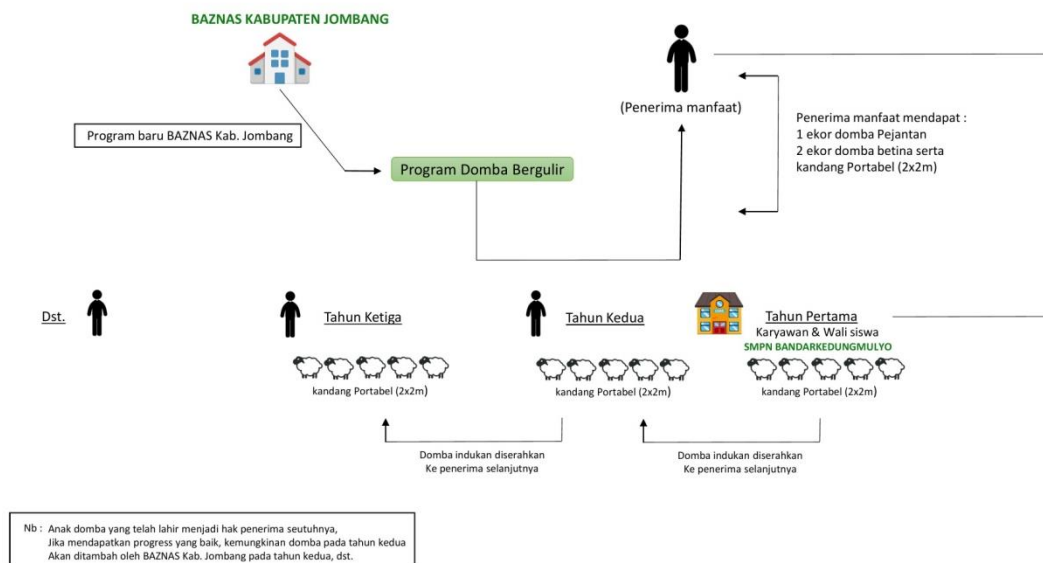 BAZNAS KABUPATEN JOMBANG
Program baru BAZNAS Kab. Jombang
Program Domba Bergulir
(Penerima manfaat)
Penerima manfaat mendapat :
1 ekor domba Pejantan
2 ekor domba betina serta
kandang Portabel (2x2m)
Dst.
Tahun Ketiga
kandang Portabel (2x2m)
Tahun Kedua
kandang Portabel (2x2m)
Tahun Pertama
Karyawan & Wali siswa
SMPN BANDARKEDUNGMULYO
kandang Portabel (2x2m)
Domba indukan diserahkan
Ke penerima selanjutnya
Domba indukan diserahkan
Ke penerima selanjutnya
Nb : Anak domba yang telah lahir menjadi hak penerima seutuhnya,
Jika mendapatkan progress yang baik, kemungkinan domba pada tahun kedua
Akan ditambah oleh BAZNAS Kab. Jombang pada tahun kedua, dst.